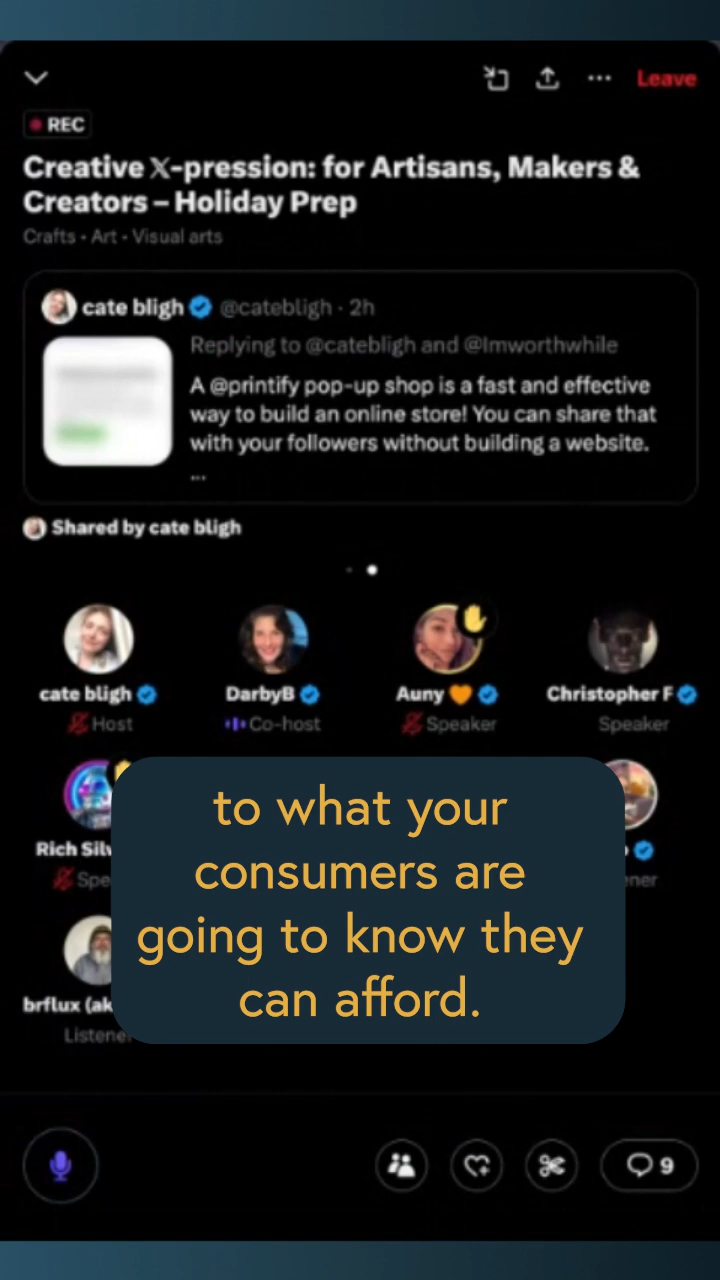 Leave
REC
Creative 𝕏-pression: for Artisans, Makers &
Creators – Holiday Prep
Crafts • Art • Visual arts
cate bligh @catebligh · 2h
Replying to @catebligh and @Imworthwhile
A @printify pop-up shop is a fast and effective
way to build an online store! You can share that
with your followers without building a website.
...
Shared by cate bligh
cate bligh DarbyB Auny 🧡 Christopher F
Host Co-host Speaker Speaker
to what your
consumers are
going to know they
can afford.
Rich
brflux
9